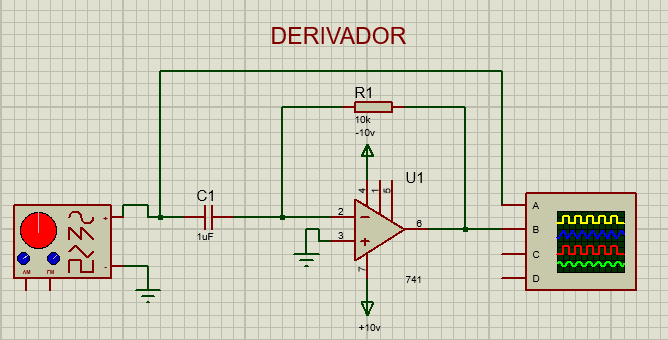 DERIVADOR
R1
10k
-10v
U1
C1
1uF
4
1
5
2
3
6
7
741
+10v
+
-
AM
FM
A
B
C
D